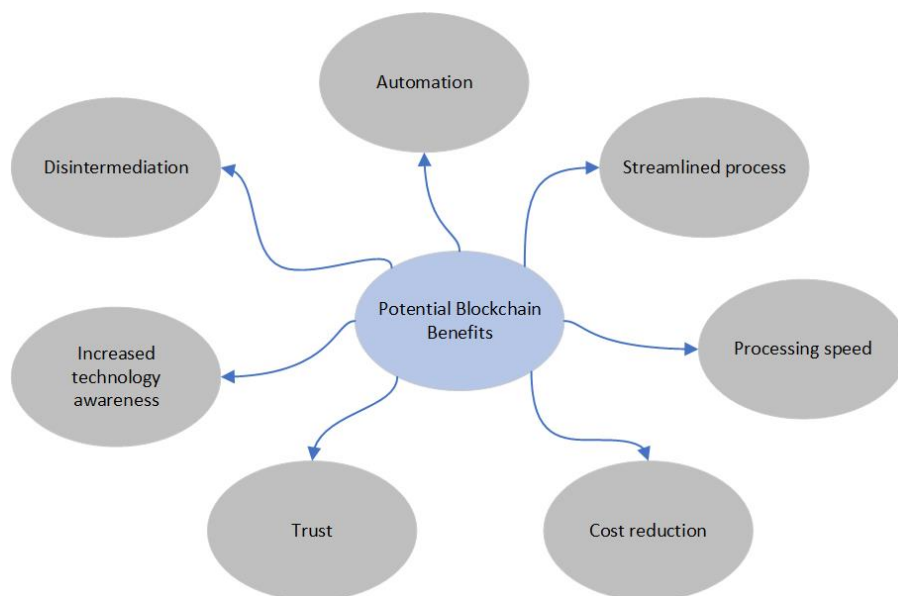 Automation
Disintermediation
Streamlined process
Potential Blockchain
Benefits
Increased
technology
awareness
Processing speed
Trust
Cost reduction